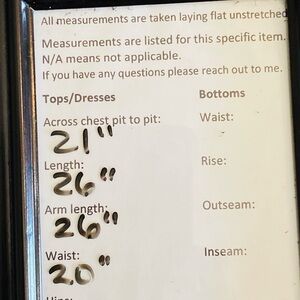 All measurements are taken laying flat unstretched
Measurements are listed for this specific item.
N/A means not applicable.
If you have any questions please reach out to me.
Tops/Dresses Bottoms
Across chest pit to pit: Waist:
21"
Length: Rise:
26"
Arm length: Outseam:
26"
Waist: Inseam:
20"